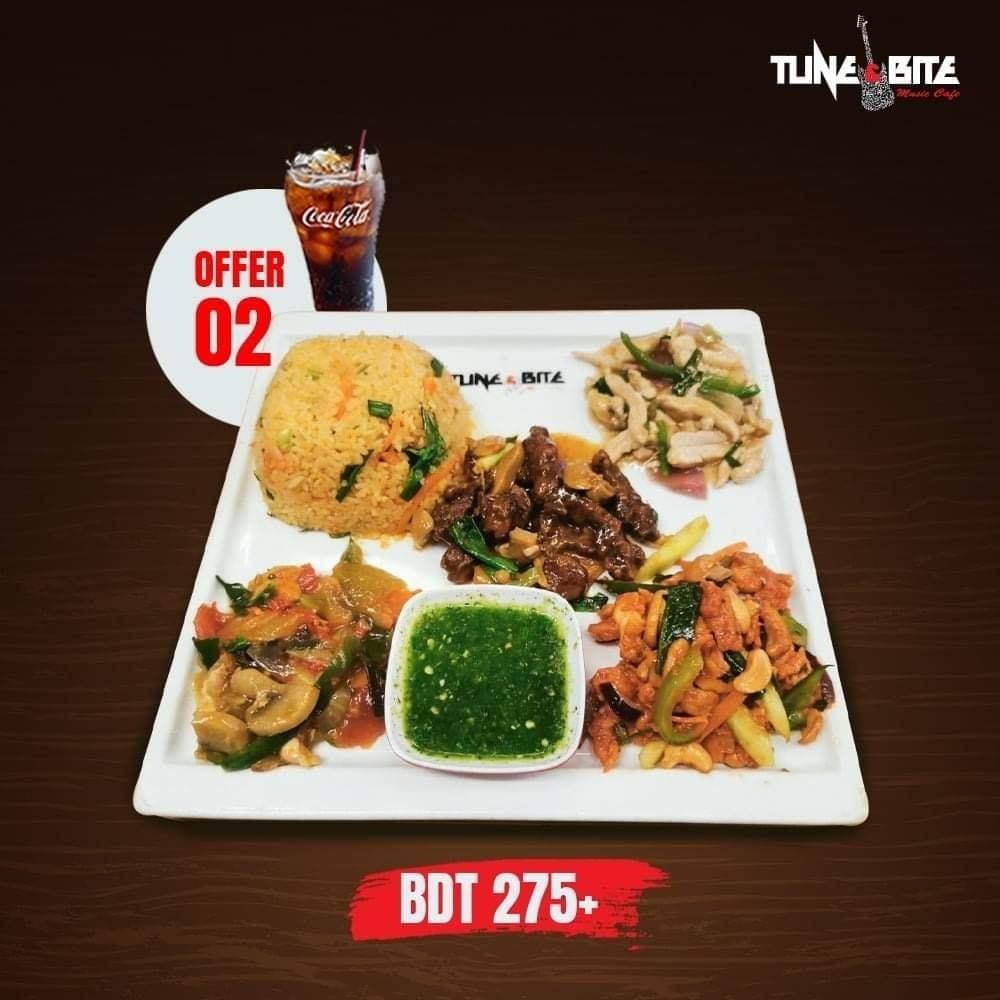 TUNE & BITE
Music Cafe
Coca-Cola
OFFER
02
TUNE & BITE
BDT 275+